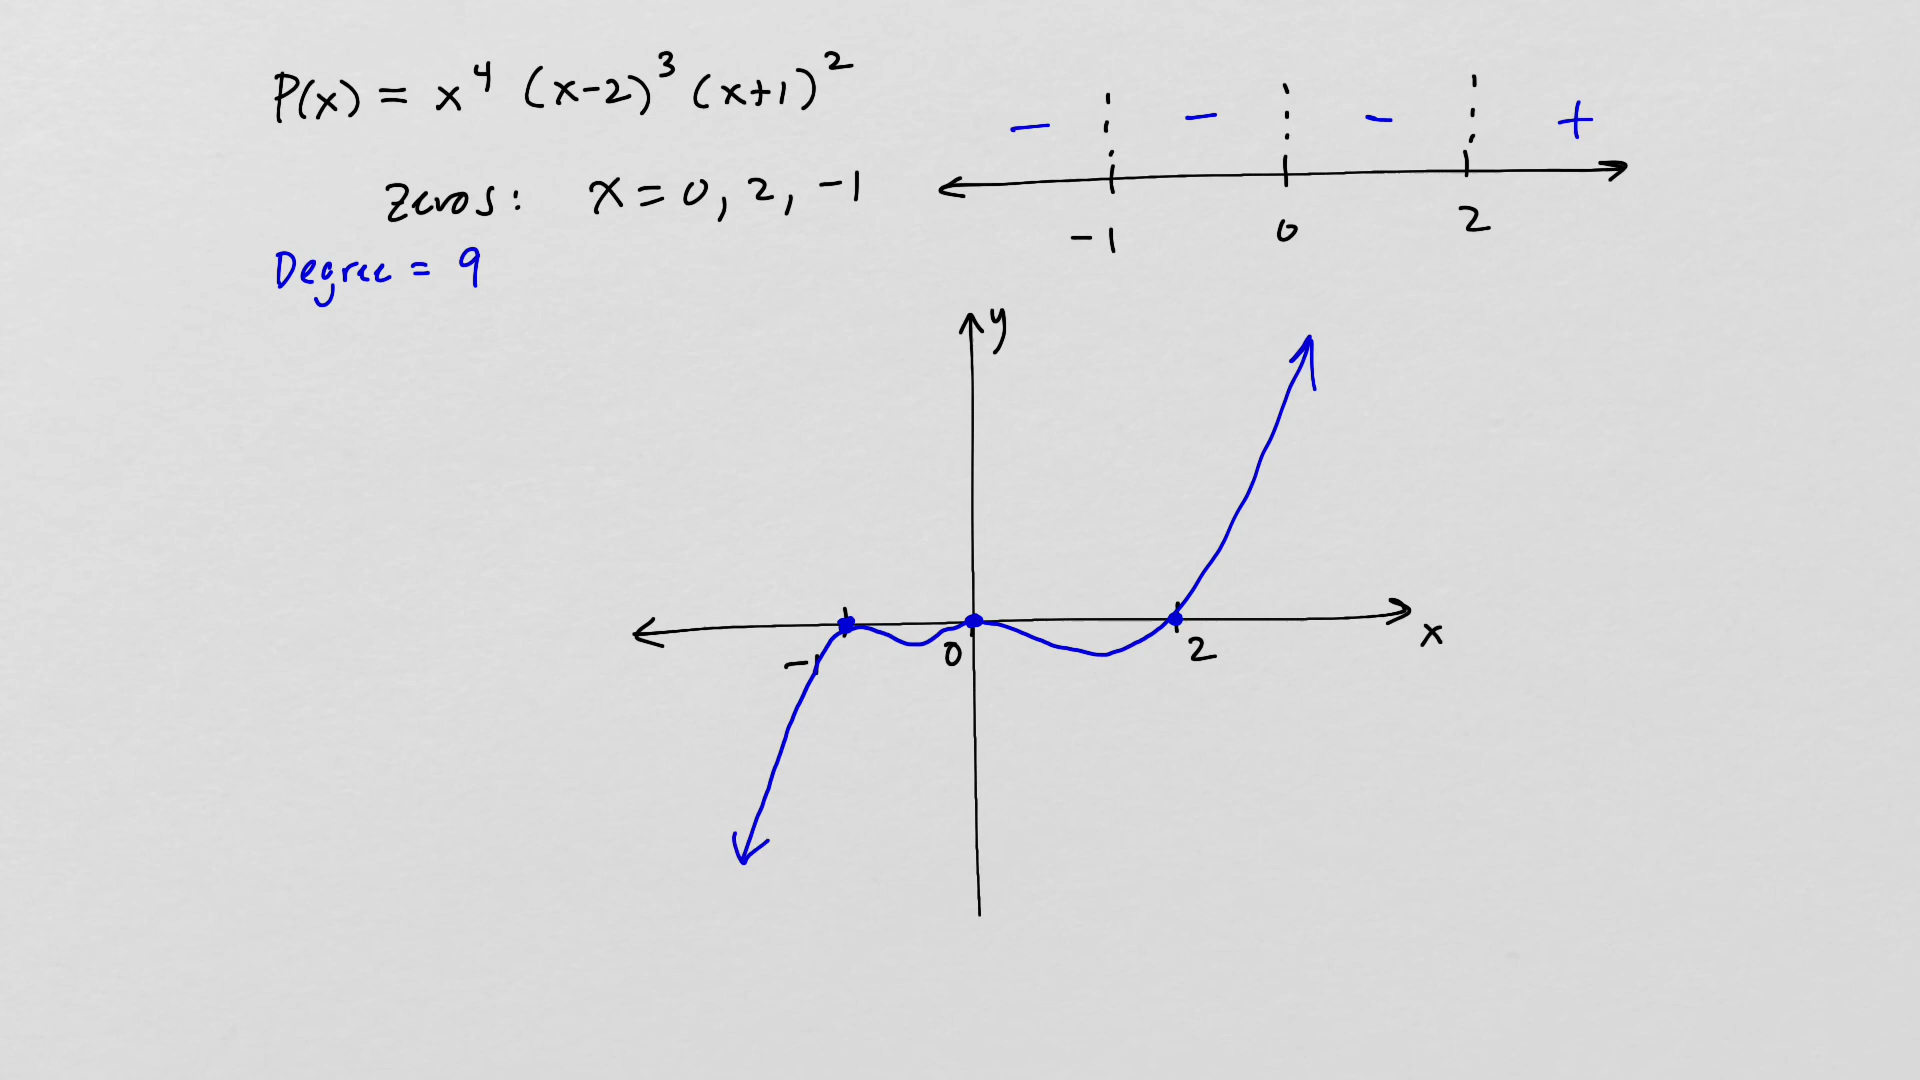 P(x) = x⁴ (x-2)³ (x+1)²
Zeros: x = 0, 2, -1
Degree = 9
- - - +
-1 0 2
y
-1 0 2 x